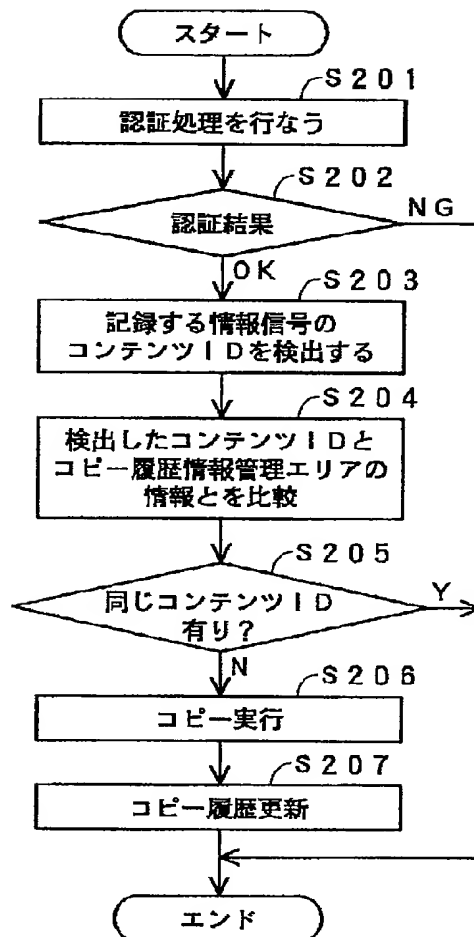 スタート
S201
認証処理を行なう
S202
認証結果
NG
OK
S203
記録する情報信号の
コンテンツIDを検出する
S204
検出したコンテンツIDと
コピー履歴情報管理エリアの
情報とを比較
S205
同じコンテンツID
有り?
Y
N
S206
コピー実行
S207
コピー履歴更新
エンド